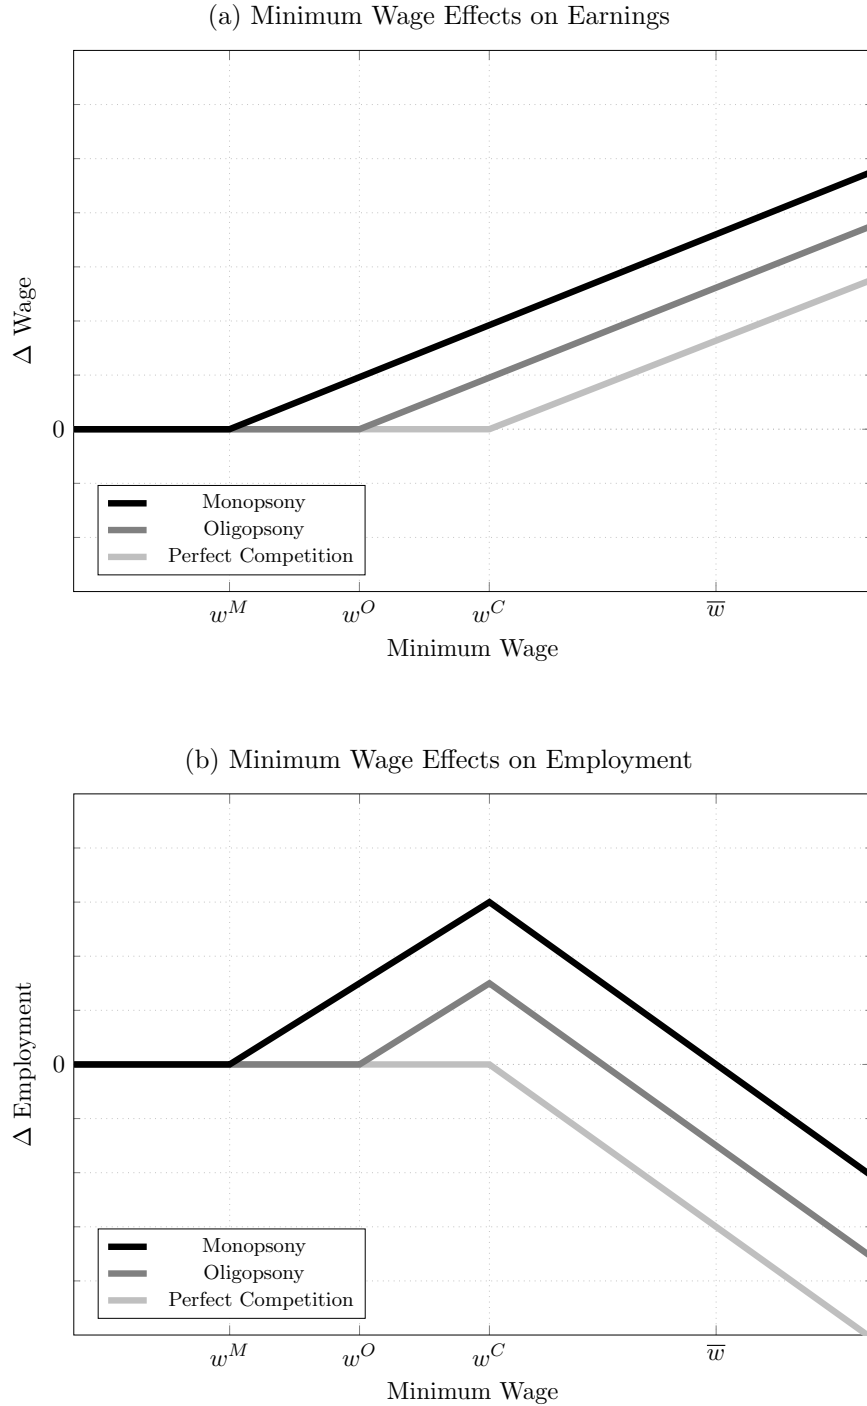 (a) Minimum Wage Effects on Earnings
Δ Wage
0
Monopsony
Oligopsony
Perfect Competition
w^M w^O w^C w̅
Minimum Wage
(b) Minimum Wage Effects on Employment
Δ Employment
0
Monopsony
Oligopsony
Perfect Competition
w^M w^O w^C w̅
Minimum Wage